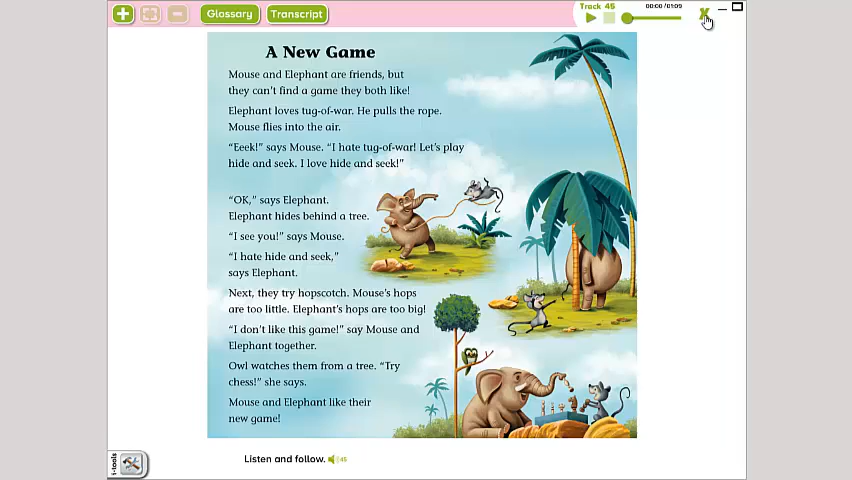 Glossary
Transcript
Track 45
00:00 /01:09
X
A New Game
Mouse and Elephant are friends, but
they can't find a game they both like!
Elephant loves tug-of-war. He pulls the rope.
Mouse flies into the air.
“Eeek!” says Mouse. “I hate tug-of-war! Let's play
hide and seek. I love hide and seek!”
“OK,” says Elephant.
Elephant hides behind a tree.
“I see you!” says Mouse.
“I hate hide and seek,”
says Elephant.
Next, they try hopscotch. Mouse's hops
are too little. Elephant's hops are too big!
“I don't like this game!” say Mouse and
Elephant together.
Owl watches them from a tree. “Try
chess!” she says.
Mouse and Elephant like their
new game!
Listen and follow. 45
i-tools